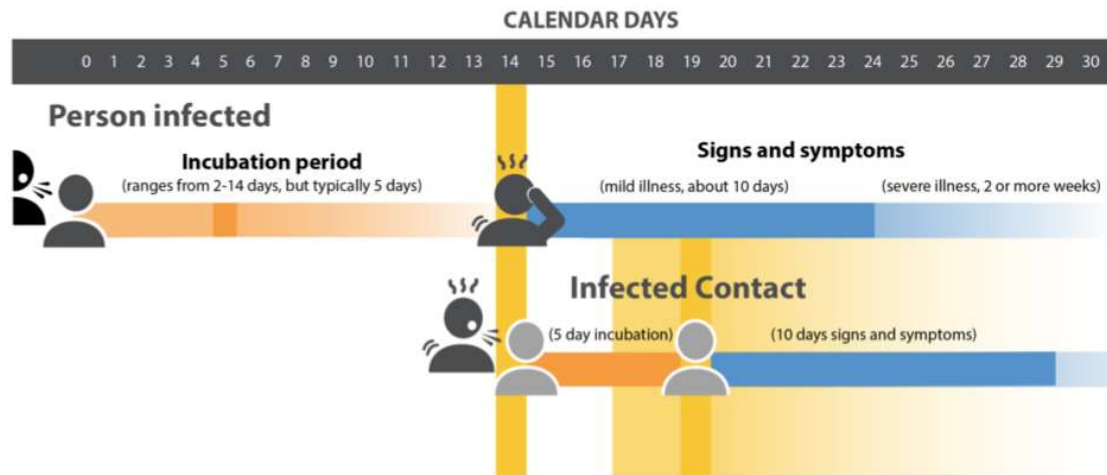 CALENDAR DAYS
0 1 2 3 4 5 6 7 8 9 10 11 12 13 14 15 16 17 18 19 20 21 22 23 24 25 26 27 28 29 30
Person infected
Incubation period
(ranges from 2-14 days, but typically 5 days)
Signs and symptoms
(mild illness, about 10 days)
(severe illness, 2 or more weeks)
Infected Contact
(5 day incubation)
(10 days signs and symptoms)